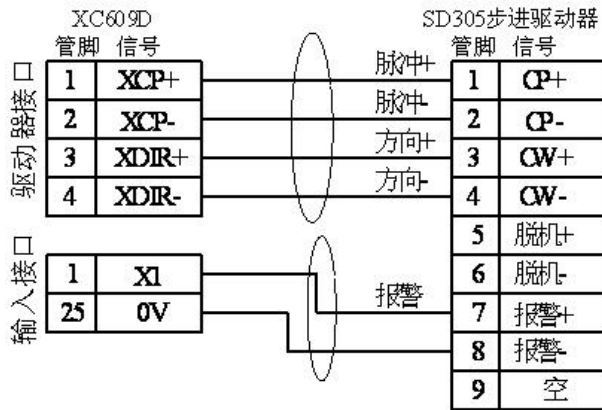 XC609D
SD305步进驱动器
管脚 信号
管脚 信号
驱动器接口
1 XCP+
2 XCP-
3 XDIR+
4 XDIR-
脉冲+
脉冲-
方向+
方向-
输入接口
1 X1
25 0V
报警
1 CP+
2 CP-
3 CW+
4 CW-
5 脱机+
6 脱机-
7 报警+
8 报警-
9 空